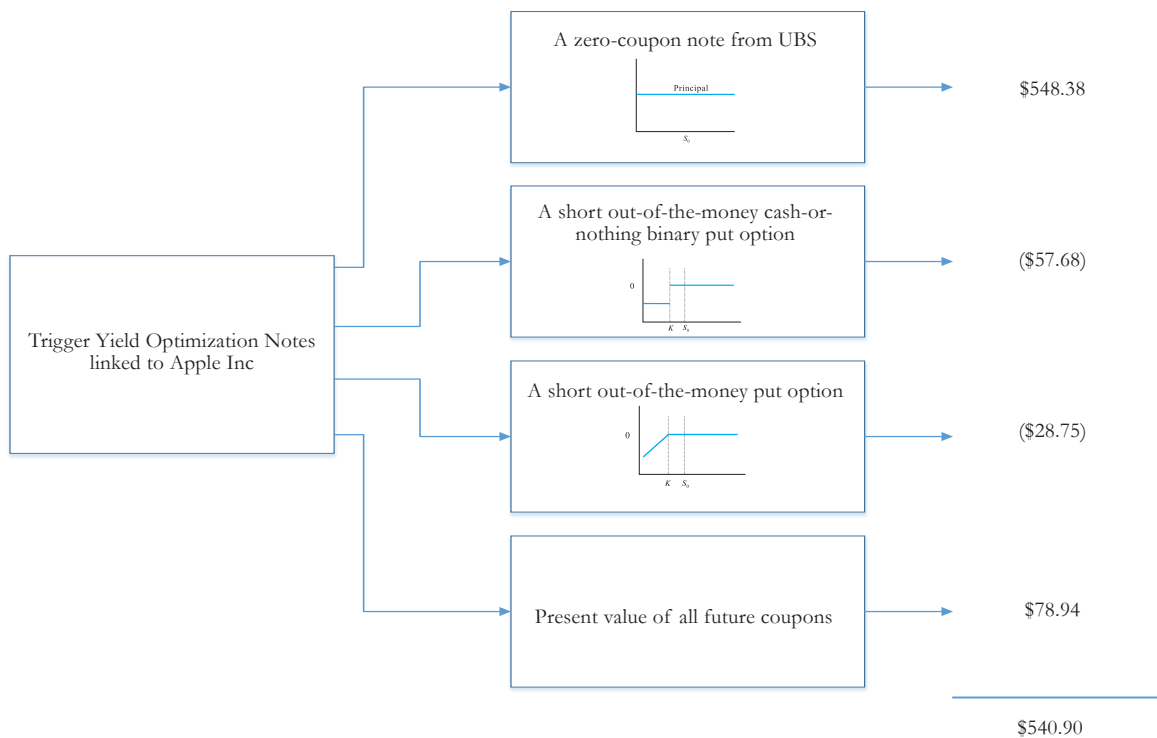 A zero-coupon note from UBS
Principal
S₀
$548.38
A short out-of-the-money cash-or-
nothing binary put option
0
K
S₀
($57.68)
Trigger Yield Optimization Notes
linked to Apple Inc
A short out-of-the-money put option
0
K
S₀
($28.75)
Present value of all future coupons
$78.94
$540.90